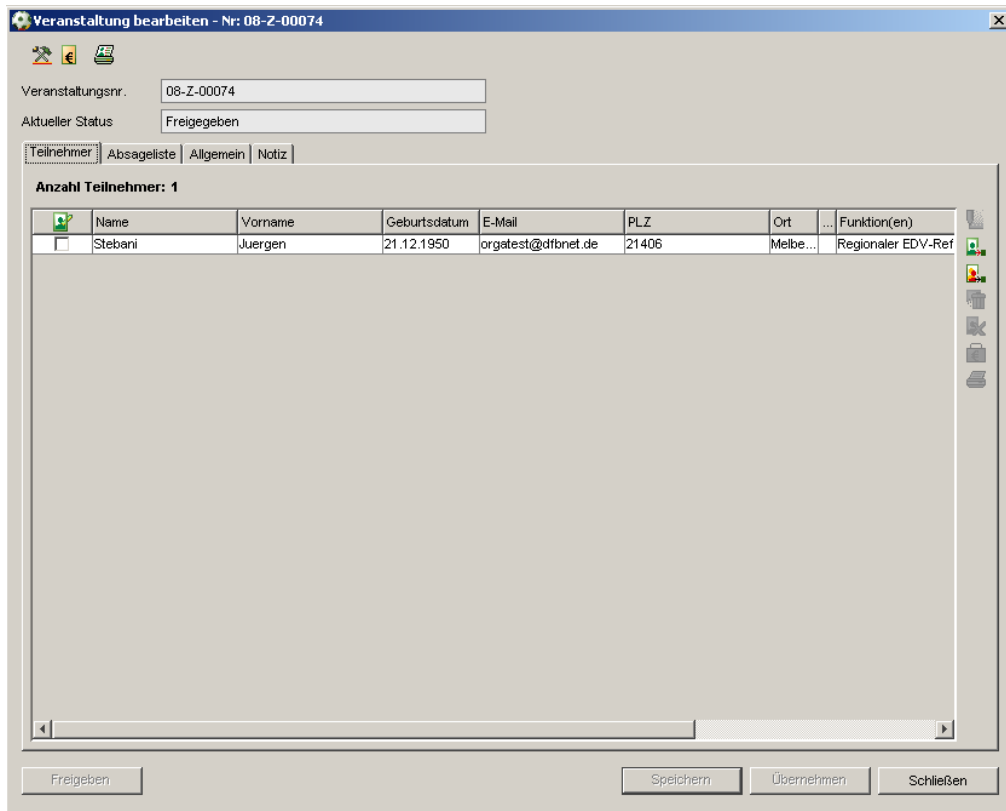 Veranstaltung bearbeiten - Nr: 08-Z-00074
Veranstaltungsnr. 08-Z-00074
Aktueller Status Freigegeben
Teilnehmer Absageliste Allgemein Notiz
Anzahl Teilnehmer: 1
Name Vorname Geburtsdatum E-Mail PLZ Ort ... Funktion(en)
Stebani Juergen 21.12.1950 orgatest@dfbnet.de 21406 Melbe... Regionaler EDV-Ref
Freigeben Speichern Übernehmen Schließen